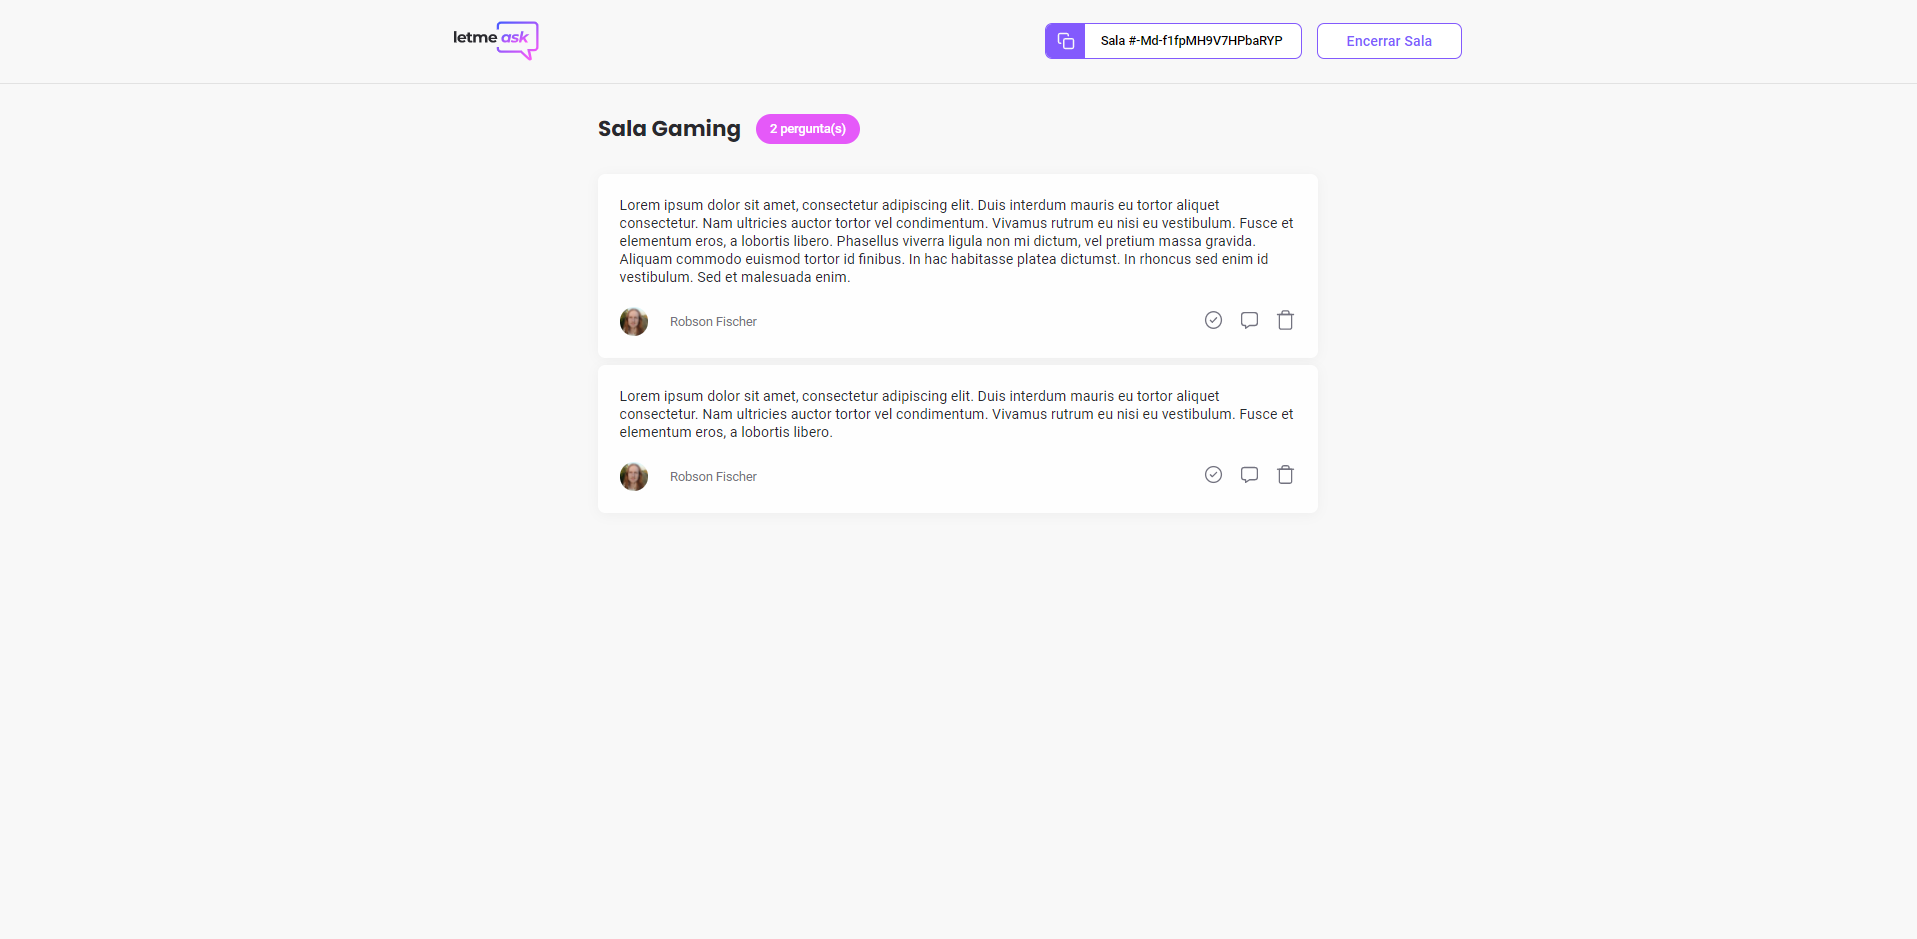 letme ask
Sala #-Md-f1fpMH9V7HPbaRYP
Encerrar Sala
Sala Gaming
2 pergunta(s)
Lorem ipsum dolor sit amet, consectetur adipiscing elit. Duis interdum mauris eu tortor aliquet
consectetur. Nam ultricies auctor tortor vel condimentum. Vivamus rutrum eu nisi eu vestibulum. Fusce et
elementum eros, a lobortis libero. Phasellus viverra ligula non mi dictum, vel pretium massa gravida.
Aliquam commodo euismod tortor id finibus. In hac habitasse platea dictumst. In rhoncus sed enim id
vestibulum. Sed et malesuada enim.
Robson Fischer
Lorem ipsum dolor sit amet, consectetur adipiscing elit. Duis interdum mauris eu tortor aliquet
consectetur. Nam ultricies auctor tortor vel condimentum. Vivamus rutrum eu nisi eu vestibulum. Fusce et
elementum eros, a lobortis libero.
Robson Fischer